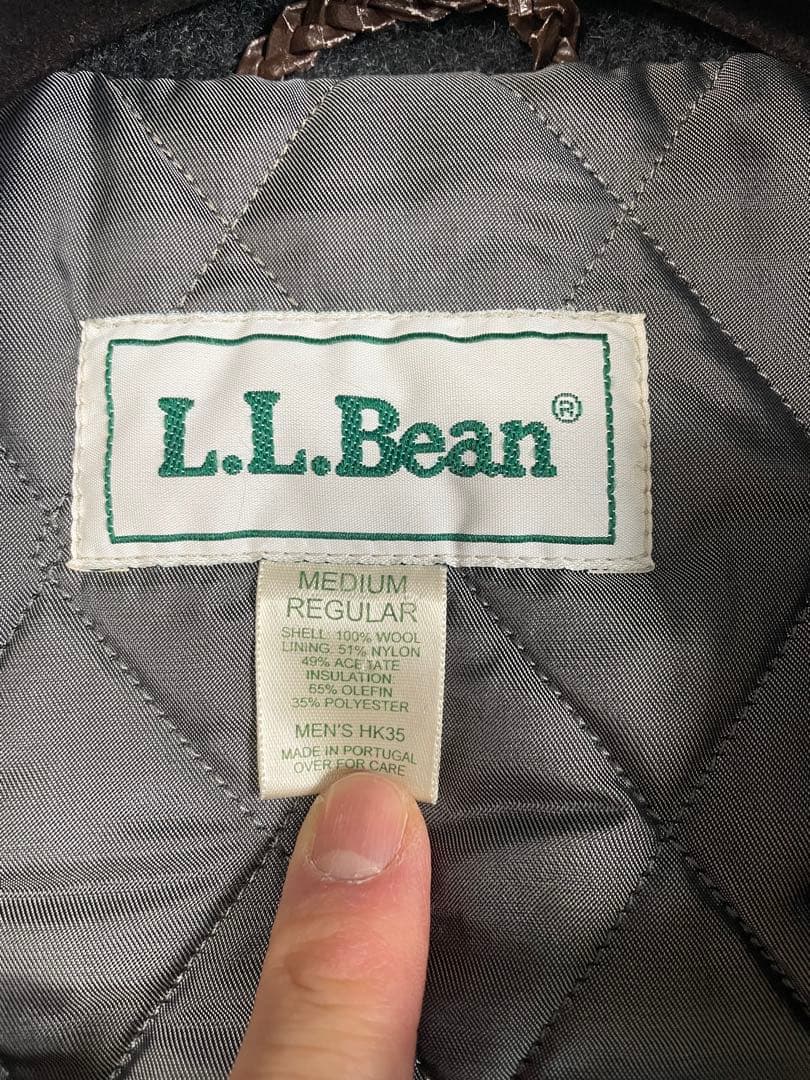 L.L.Bean®
MEDIUM
REGULAR
SHELL: 100% WOOL
LINING: 51% NYLON
49% ACETATE
INSULATION:
65% OLEFIN
35% POLYESTER
MEN'S HK35
MADE IN PORTUGAL
OVER FOR CARE